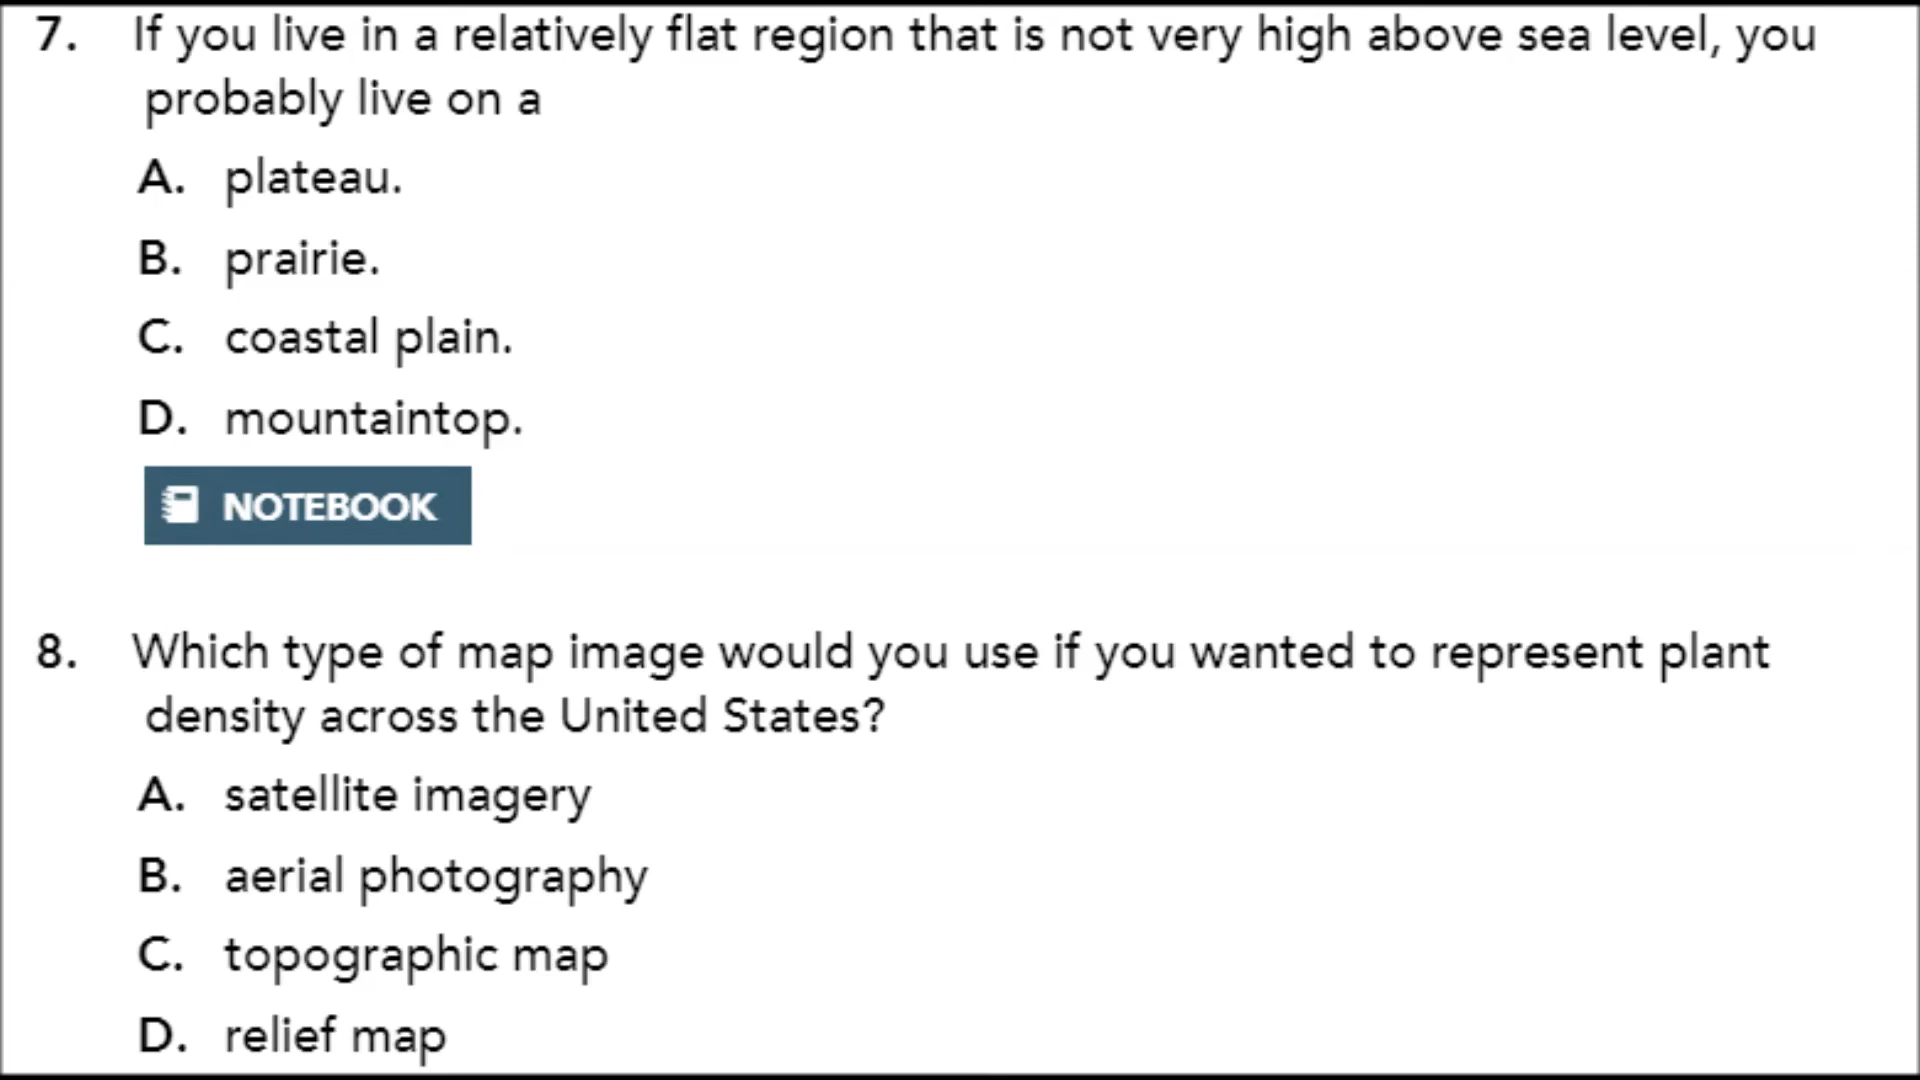 7. If you live in a relatively flat region that is not very high above sea level, you
probably live on a
A. plateau.
B. prairie.
C. coastal plain.
D. mountaintop.
NOTEBOOK
8. Which type of map image would you use if you wanted to represent plant
density across the United States?
A. satellite imagery
B. aerial photography
C. topographic map
D. relief map